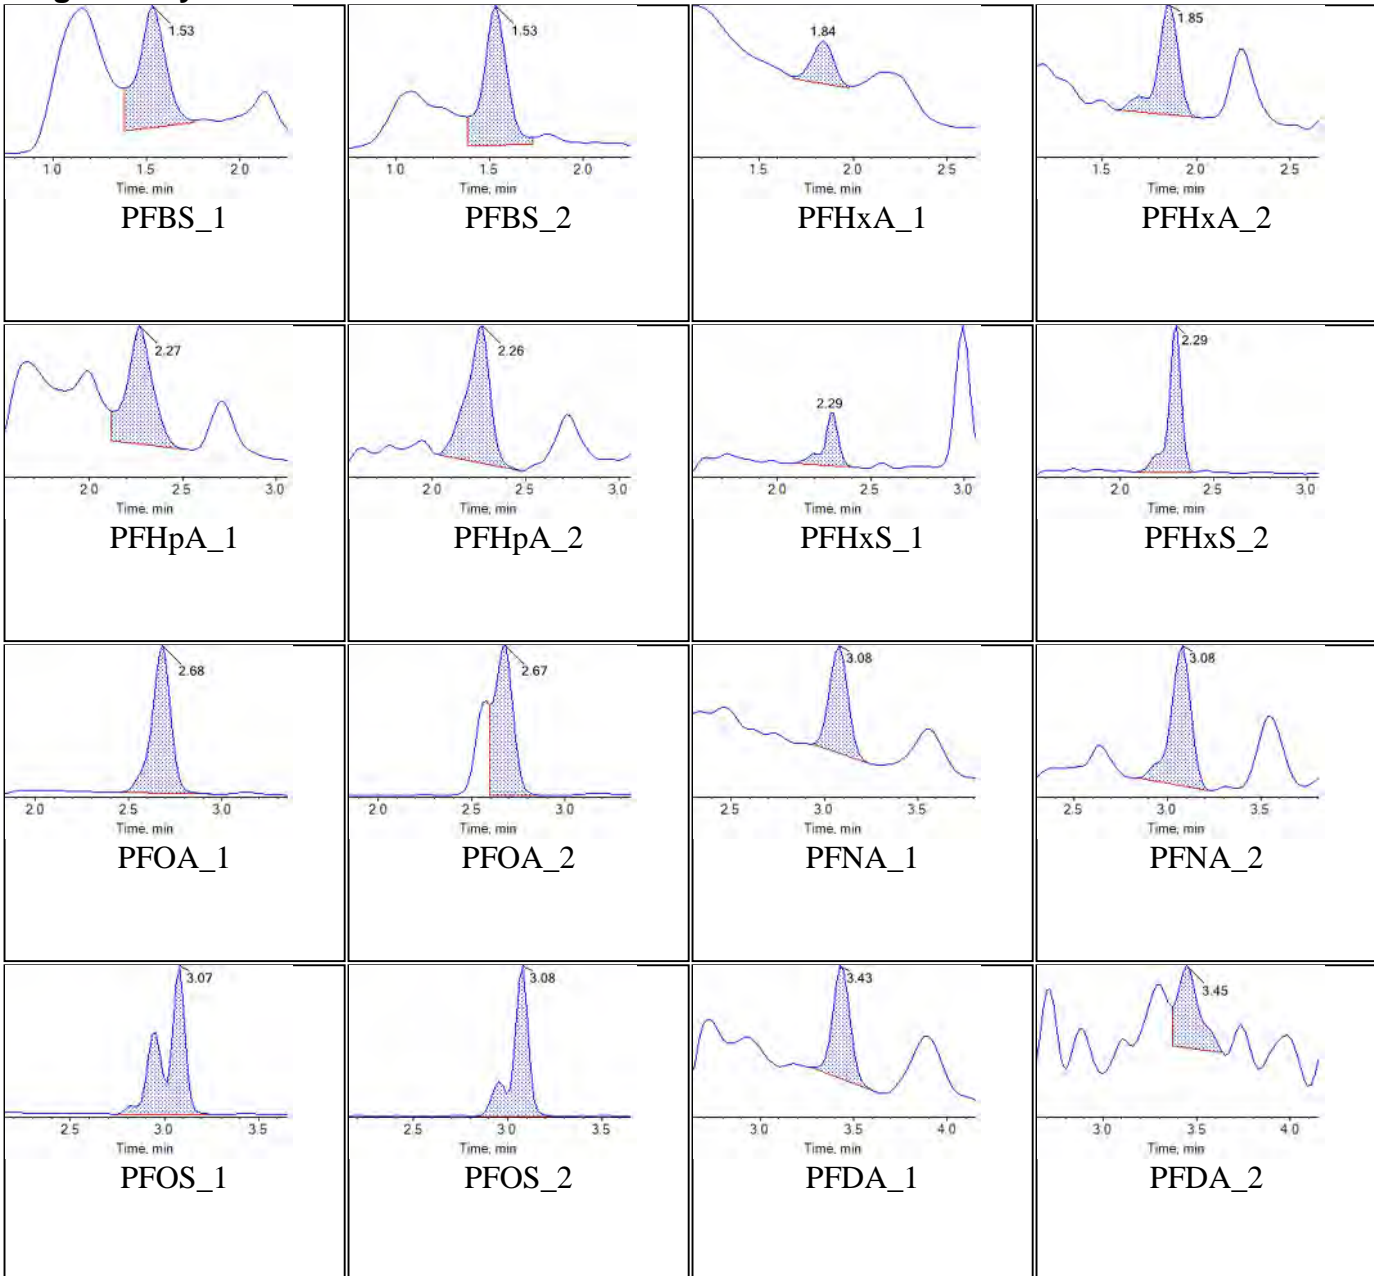 1.53 1.53 1.84 1.85
1.0 1.5 2.0 1.0 1.5 2.0 1.5 2.0 2.5 1.5 2.0 2.5
Time, min Time, min Time, min Time, min
PFBS_1 PFBS_2 PFHxA_1 PFHxA_2
2.27 2.26 2.29 2.29
2.0 2.5 3.0 2.0 2.5 3.0 2.0 2.5 3.0 2.0 2.5 3.0
Time, min Time, min Time, min Time, min
PFHpA_1 PFHpA_2 PFHxS_1 PFHxS_2
2.68 2.67 3.08 3.08
2.0 2.5 3.0 2.0 2.5 3.0 2.5 3.0 3.5 2.5 3.0 3.5
Time, min Time, min Time, min Time, min
PFOA_1 PFOA_2 PFNA_1 PFNA_2
3.07 3.08 3.43 3.45
2.5 3.0 3.5 2.5 3.0 3.5 3.0 3.5 4.0 3.0 3.5 4.0
Time, min Time, min Time, min Time, min
PFOS_1 PFOS_2 PFDA_1 PFDA_2